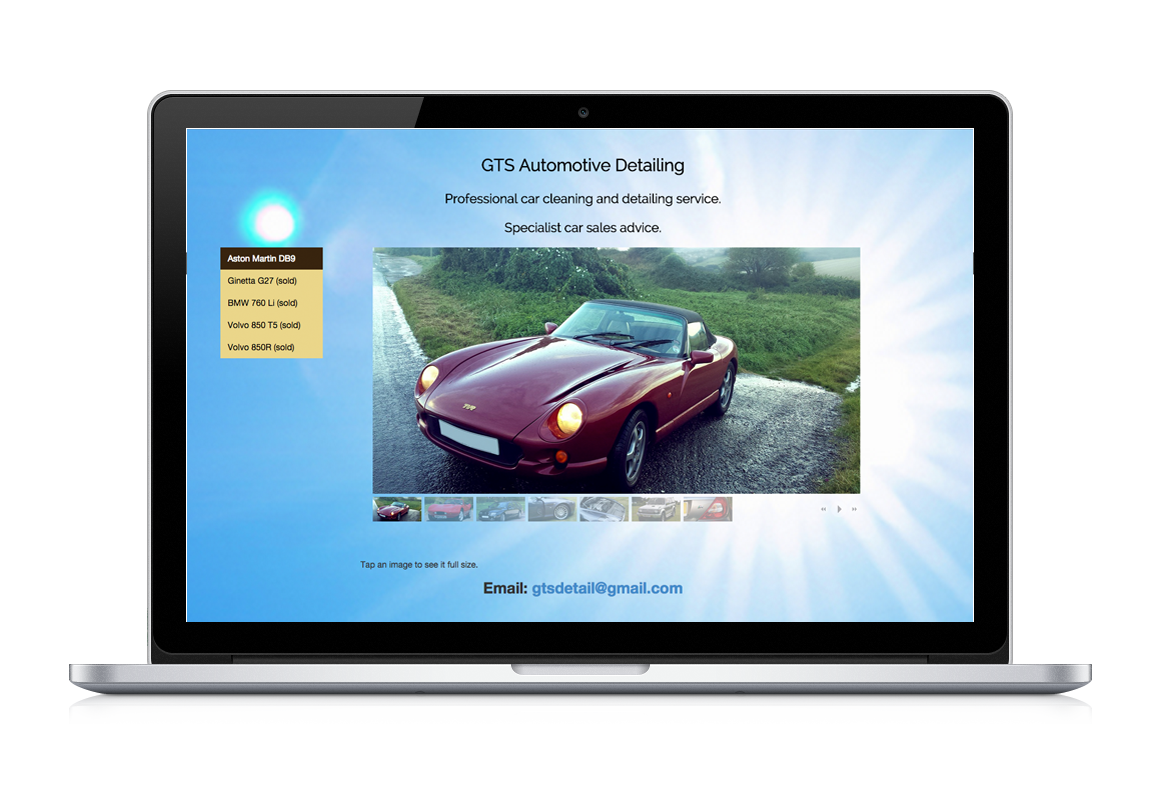 GTS Automotive Detailing
Professional car cleaning and detailing service.
Specialist car sales advice.
Aston Martin DB9
Ginetta G27 (sold)
BMW 760 Li (sold)
Volvo 850 T5 (sold)
Volvo 850R (sold)
TVR
Tap an image to see it full size.
Email: gtsdetail@gmail.com